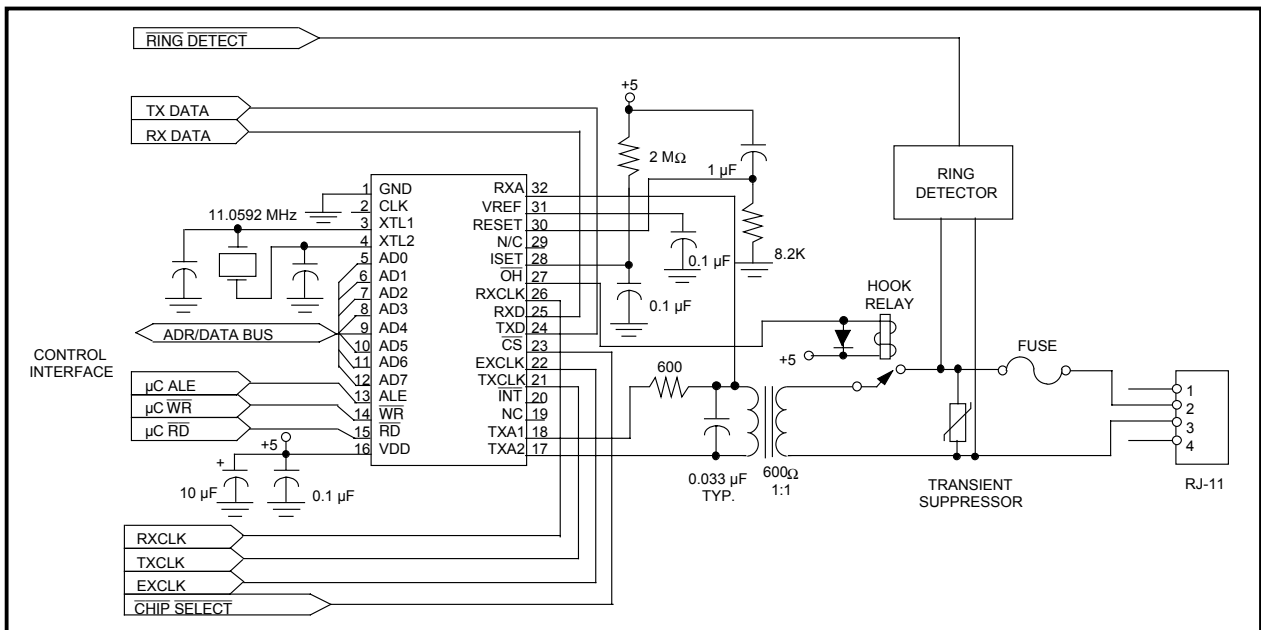 RING DETECT
TX DATA
RX DATA
CONTROL
INTERFACE
11.0592 MHz
ADR/DATA BUS
µC ALE
µC WR
µC RD
+5
+
10 µF
0.1 µF
1 GND
2 CLK
3 XTL1
4 XTL2
5 AD0
6 AD1
7 AD2
8 AD3
9 AD4
10 AD5
11 AD6
12 AD7
13 ALE
14 WR
15 RD
16 VDD
RXA 32
VREF 31
RESET 30
N/C 29
ISET 28
OH 27
RXCLK 26
RXD 25
TXD 24
CS 23
EXCLK 22
TXCLK 21
INT 20
NC 19
TXA1 18
TXA2 17
+5
2 MΩ
1 µF
0.1 µF
8.2K
0.1 µF
RING
DETECTOR
HOOK
RELAY
+5
600
0.033 µF
TYP.
600Ω
1:1
FUSE
TRANSIENT
SUPPRESSOR
1
2
3
4
RJ-11
RXCLK
TXCLK
EXCLK
CHIP SELECT